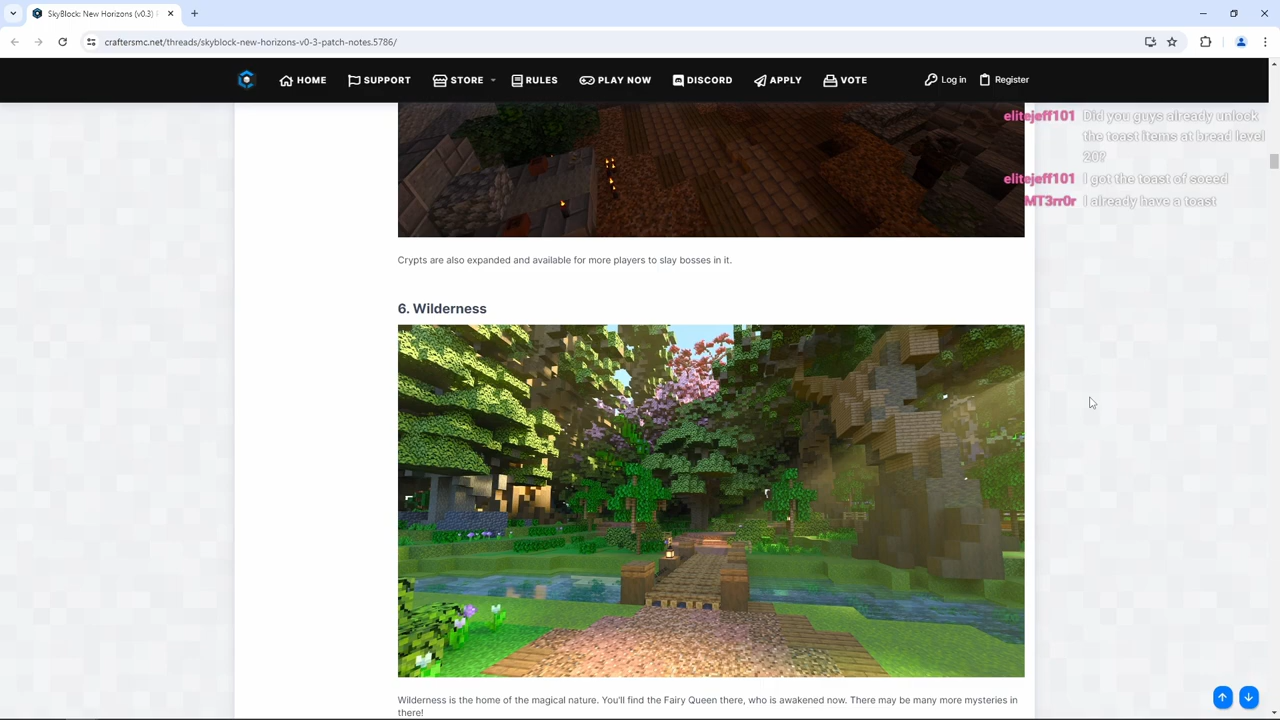 SkyBlock: New Horizons (v0.3) 
craftersmc.net/threads/skyblock-new-horizons-v0-3-patch-notes.5786/
HOME SUPPORT STORE RULES PLAY NOW DISCORD APPLY VOTE Log in Register
elitejeff101 Did you guys already unlock
the toast items at bread level
20?
elitejeff101 I got the toast of soeed
MT3rr0r I already have a toast
Crypts are also expanded and available for more players to slay bosses in it.
6. Wilderness
Wilderness is the home of the magical nature. You'll find the Fairy Queen there, who is awakened now. There may be many more mysteries in
there!